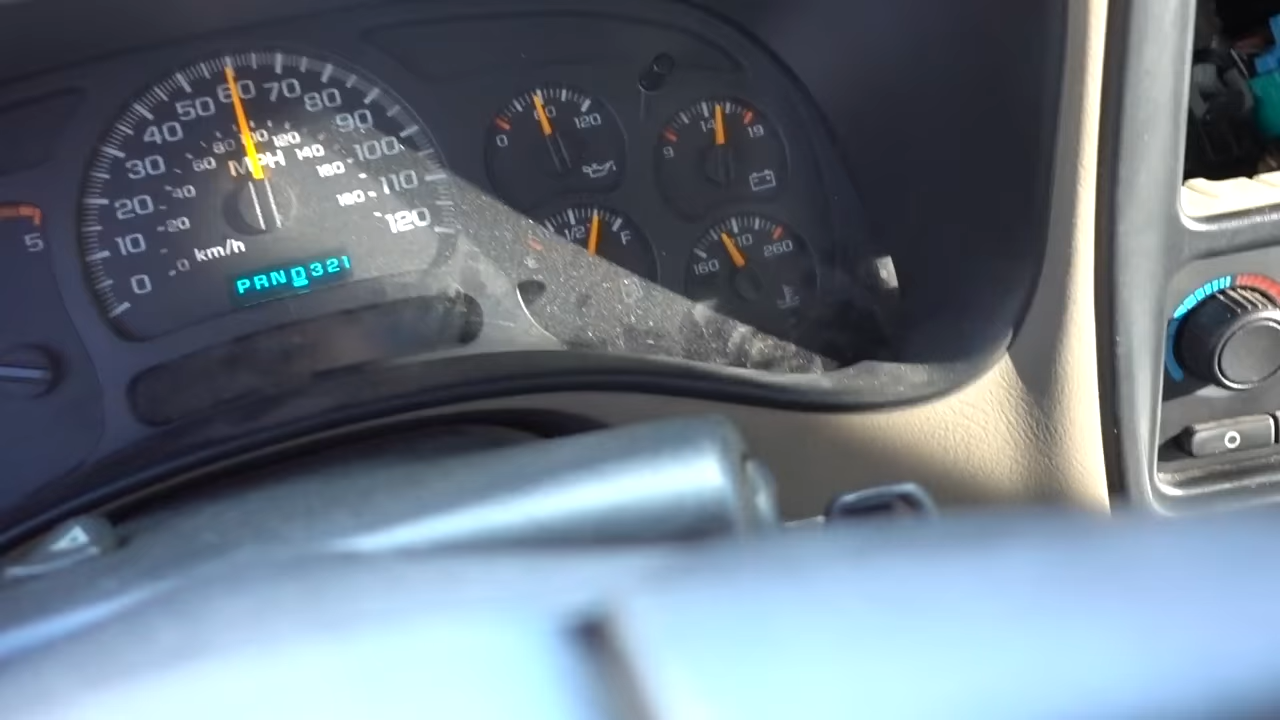 0 10 20 30 40 50 60 70 80 90 100 110 120
0 20 40 60 80 100 120 140 160 180
MPH
km/h
PRND321
5
0 60 120
9 14 19
1/2 F
160 210 260